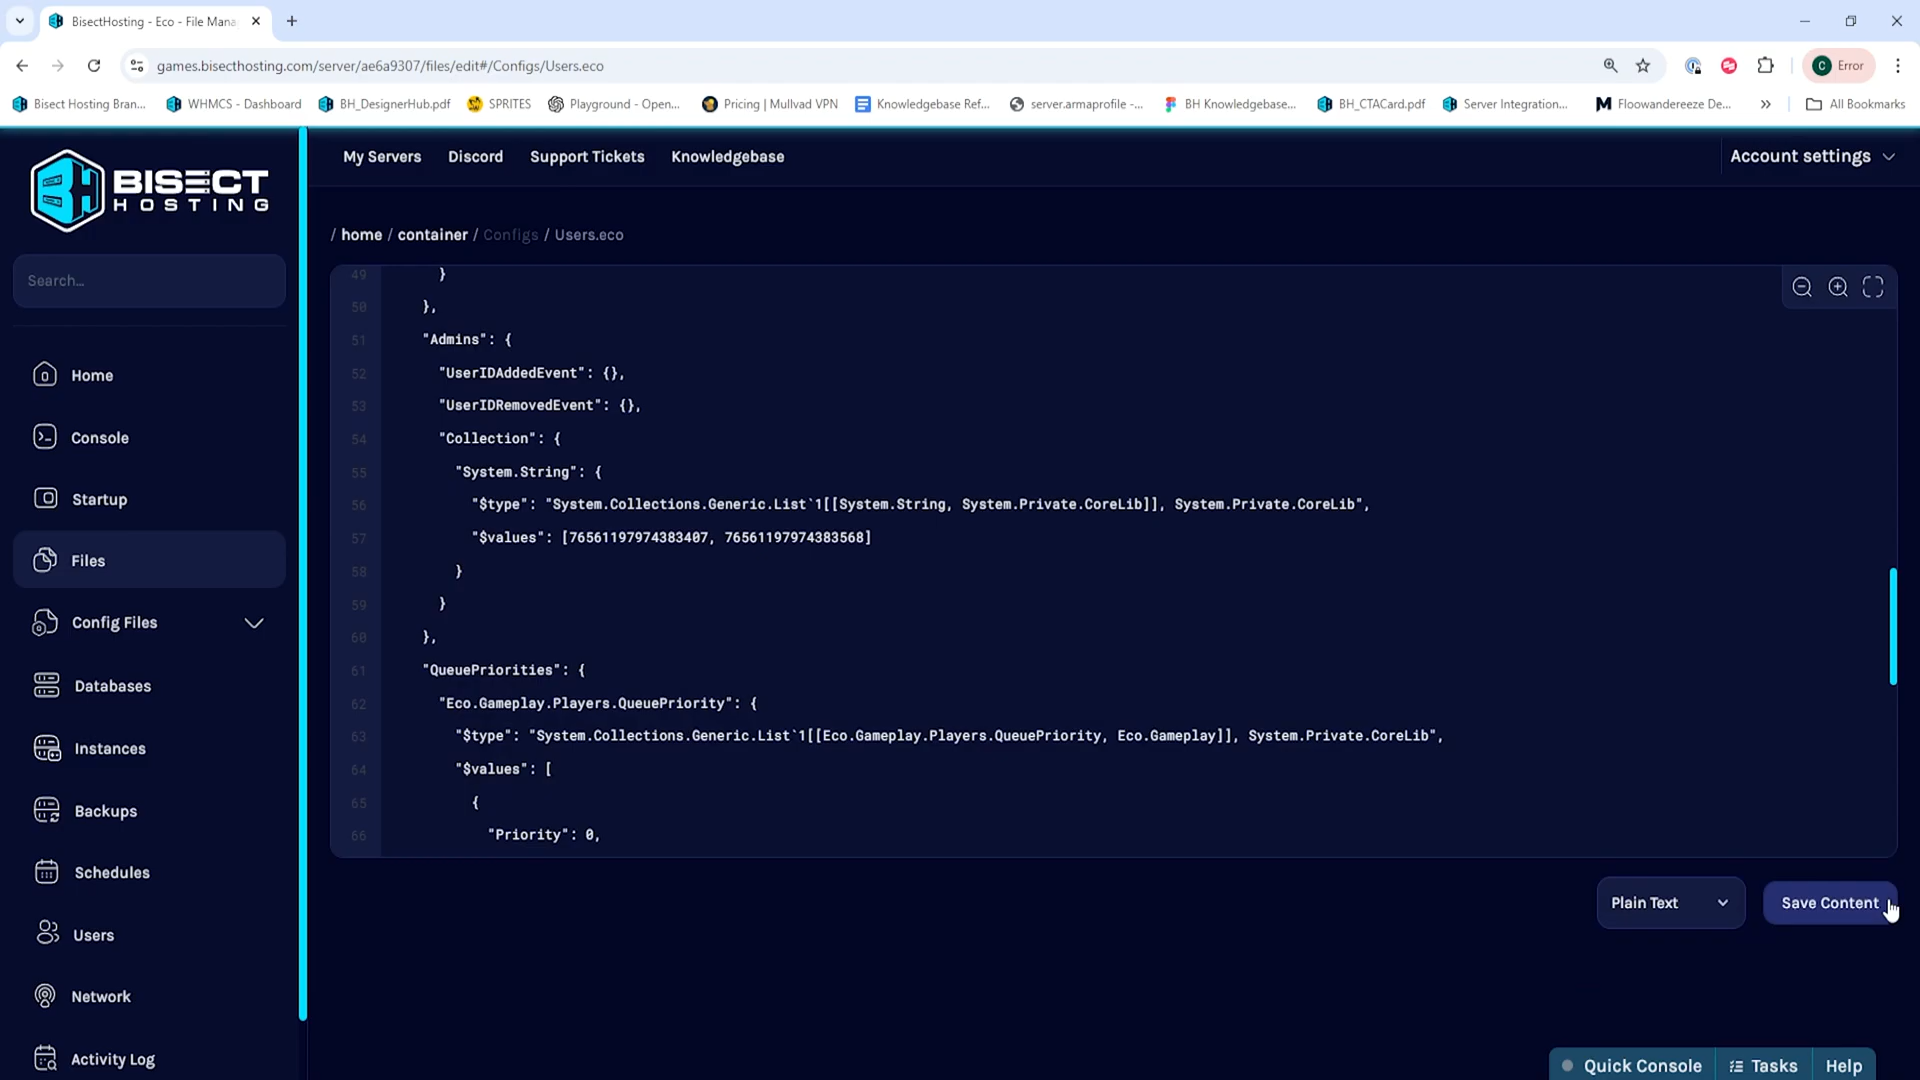 BisectHosting - Eco - File Mana
games.bisecthosting.com/server/ae6a9307/files/edit#/Configs/Users.eco
C Error
Bisect Hosting Bran...
WHMCS - Dashboard
BH_DesignerHub.pdf
SPRITES
Playground - Open...
Pricing | Mullvad VPN
Knowledgebase Ref...
server.armaprofile -...
BH Knowledgebase...
BH_CTACard.pdf
Server Integration...
Floowandereeze De...
All Bookmarks
BISECT
HOSTING
My Servers
Discord
Support Tickets
Knowledgebase
Account settings
/ home / container / Configs / Users.eco
Search...
Home
Console
Startup
Files
Config Files
Databases
Instances
Backups
Schedules
Users
Network
Activity Log
49 }
50 },
51 "Admins": {
52 "UserIDAddedEvent": {},
53 "UserIDRemovedEvent": {},
54 "Collection": {
55 "System.String": {
56 "$type": "System.Collections.Generic.List`1[[System.String, System.Private.CoreLib]], System.Private.CoreLib",
57 "$values": [76561197974383407, 76561197974383568]
58 }
59 }
60 },
61 "QueuePriorities": {
62 "Eco.Gameplay.Players.QueuePriority": {
63 "$type": "System.Collections.Generic.List`1[[Eco.Gameplay.Players.QueuePriority, Eco.Gameplay]], System.Private.CoreLib",
64 "$values": [
65 {
66 "Priority": 0,
Plain Text
Save Content
Quick Console
Tasks
Help